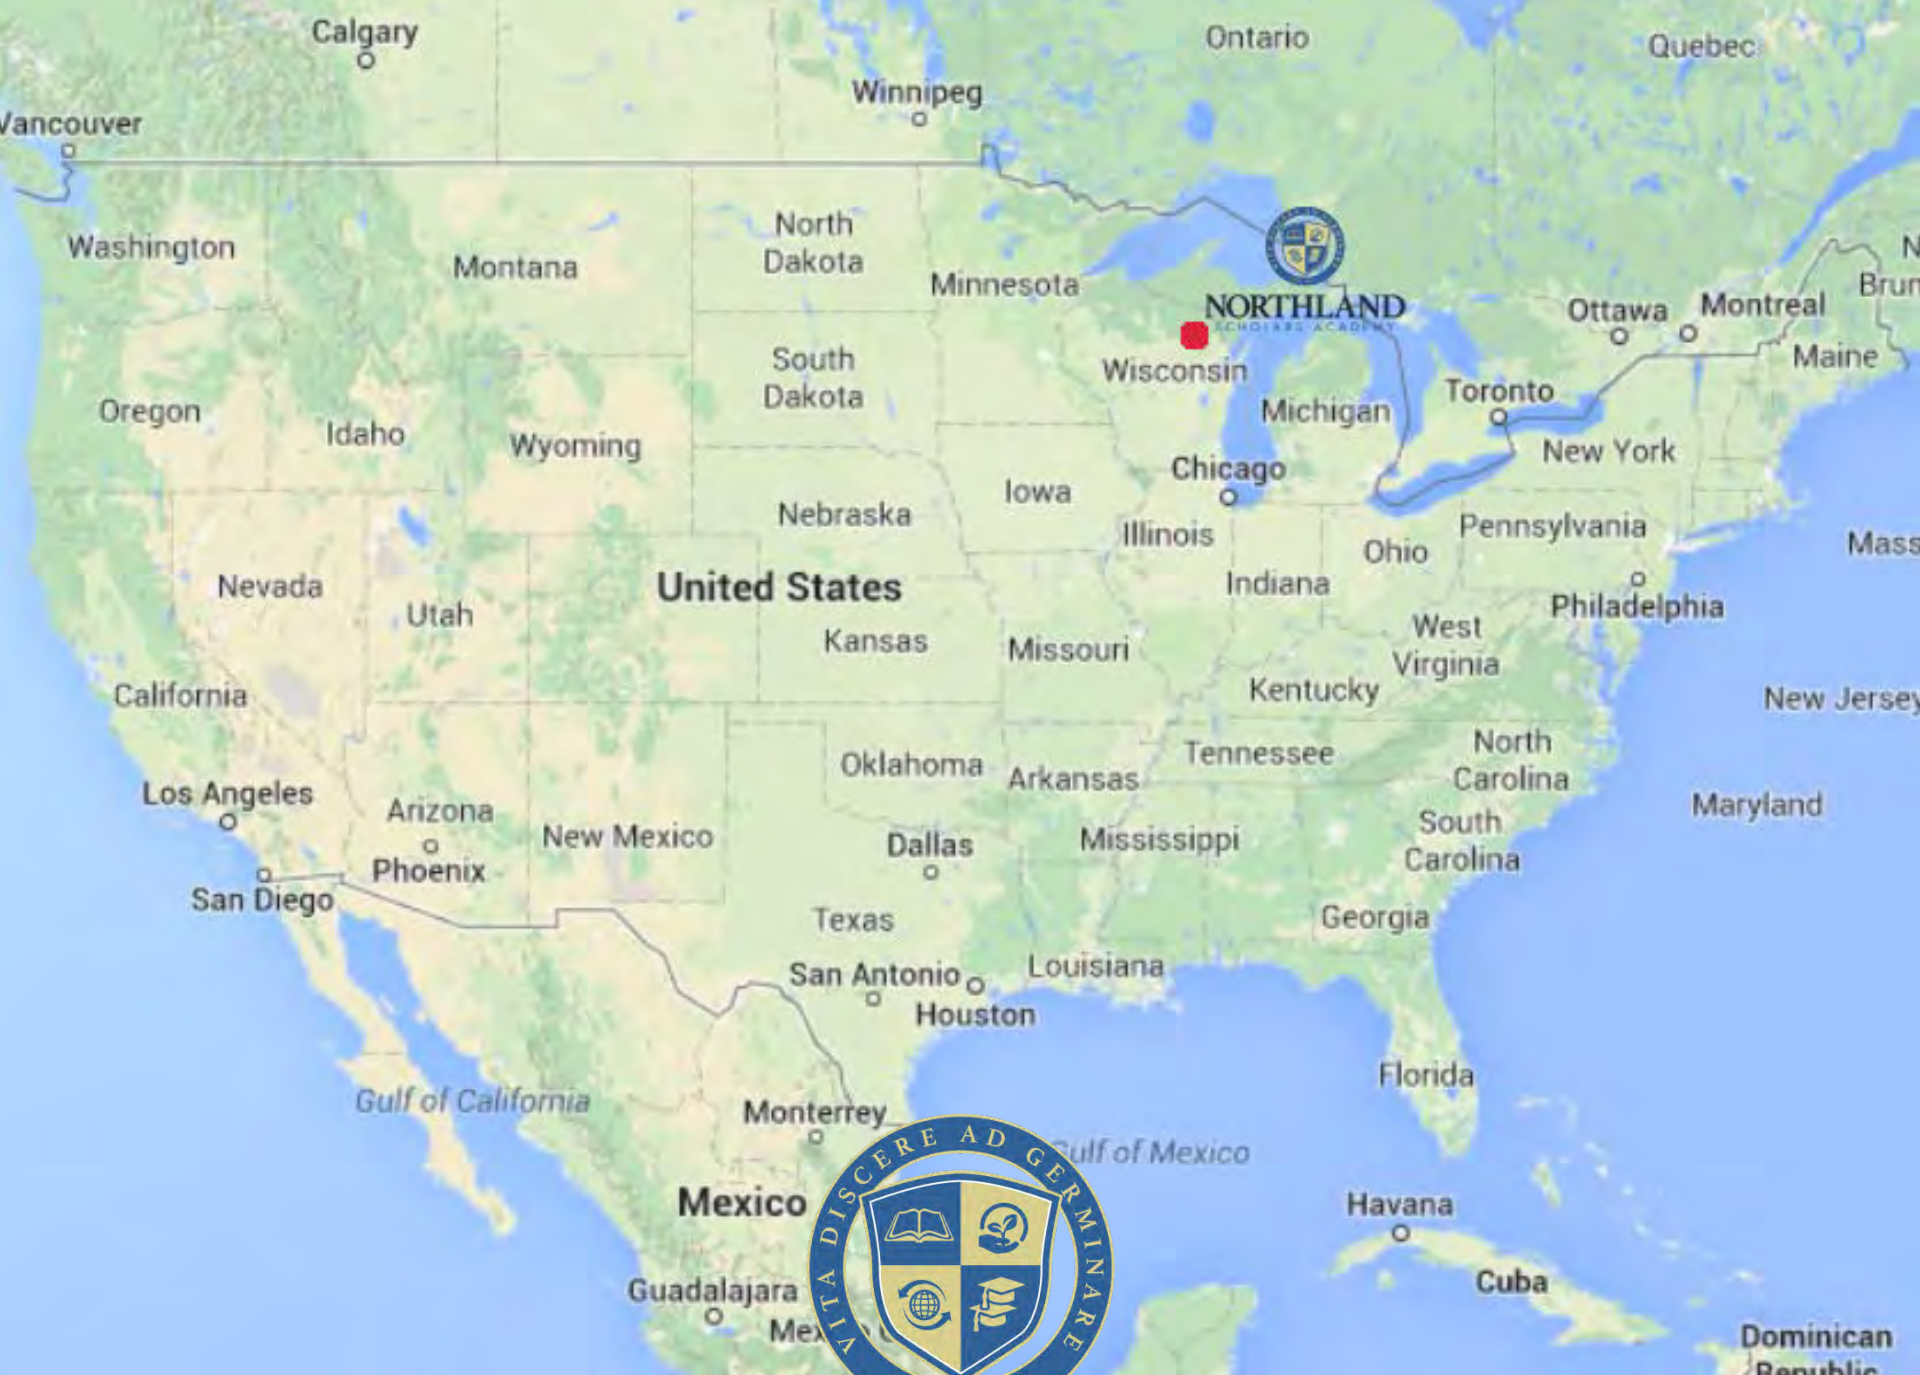 Calgary
Ontario
Quebec
Winnipeg
Vancouver
Washington
Montana
North
Dakota
Minnesota
NORTHLAND
SCHOLARS ACADEMY
Ottawa
Montreal
Maine
South
Dakota
Wisconsin
Michigan
Toronto
Oregon
Idaho
Wyoming
New York
Chicago
Iowa
Nebraska
Illinois
Ohio
Pennsylvania
Mass
Nevada
Utah
United States
Indiana
Philadelphia
Kansas
Missouri
West
Virginia
Kentucky
California
New Jersey
Oklahoma
Arkansas
Tennessee
North
Carolina
Los Angeles
Arizona
Phoenix
New Mexico
Dallas
Mississippi
South
Carolina
Maryland
San Diego
Texas
Georgia
San Antonio
Houston
Louisiana
Florida
Gulf of California
Monterrey
Gulf of Mexico
VITA DISCERE AD GERMINARE
Mexico
Havana
Guadalajara
Cuba
Dominican
Republic